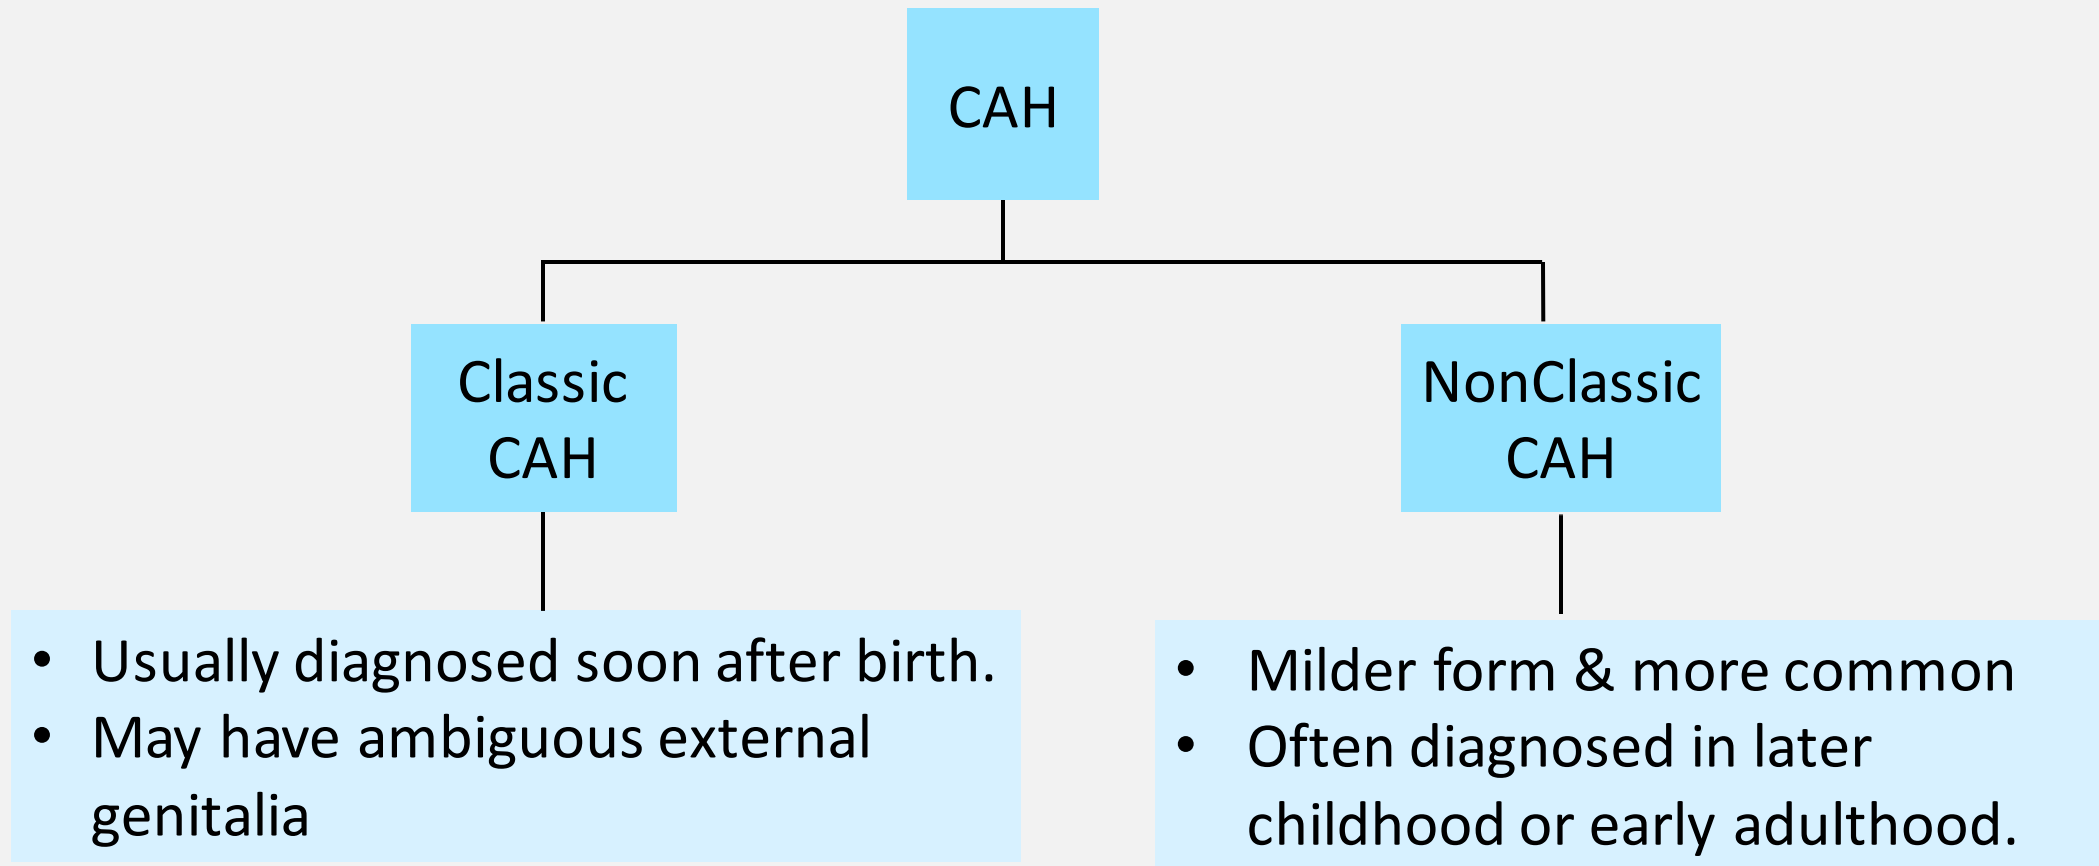 CAH
Classic
CAH
NonClassic
CAH
• Usually diagnosed soon after birth.
• May have ambiguous external
genitalia
• Milder form & more common
• Often diagnosed in later
childhood or early adulthood.